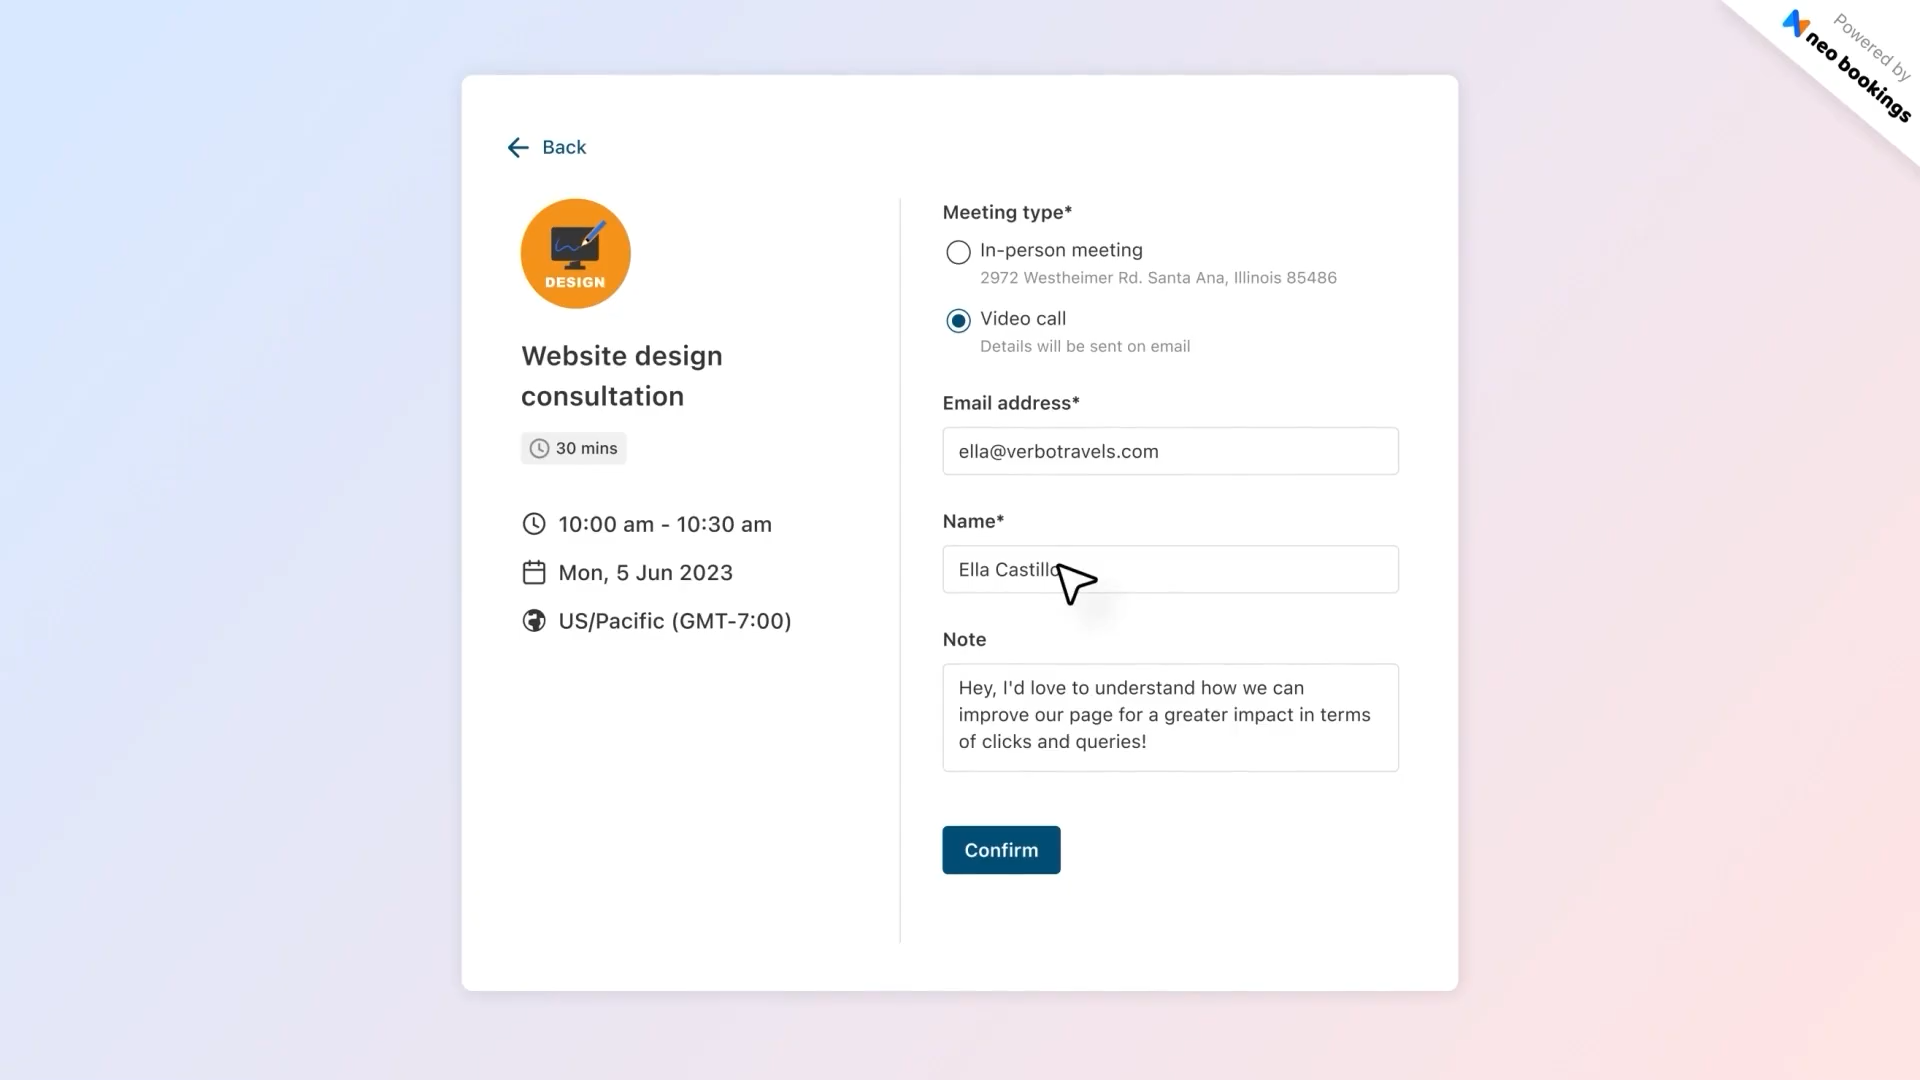 Powered by
neo bookings
Back
DESIGN
Website design
consultation
30 mins
10:00 am - 10:30 am
Mon, 5 Jun 2023
US/Pacific (GMT-7:00)
Meeting type*
In-person meeting
2972 Westheimer Rd. Santa Ana, Illinois 85486
Video call
Details will be sent on email
Email address*
ella@verbotravels.com
Name*
Ella Castillo
Note
Hey, I'd love to understand how we can
improve our page for a greater impact in terms
of clicks and queries!
Confirm